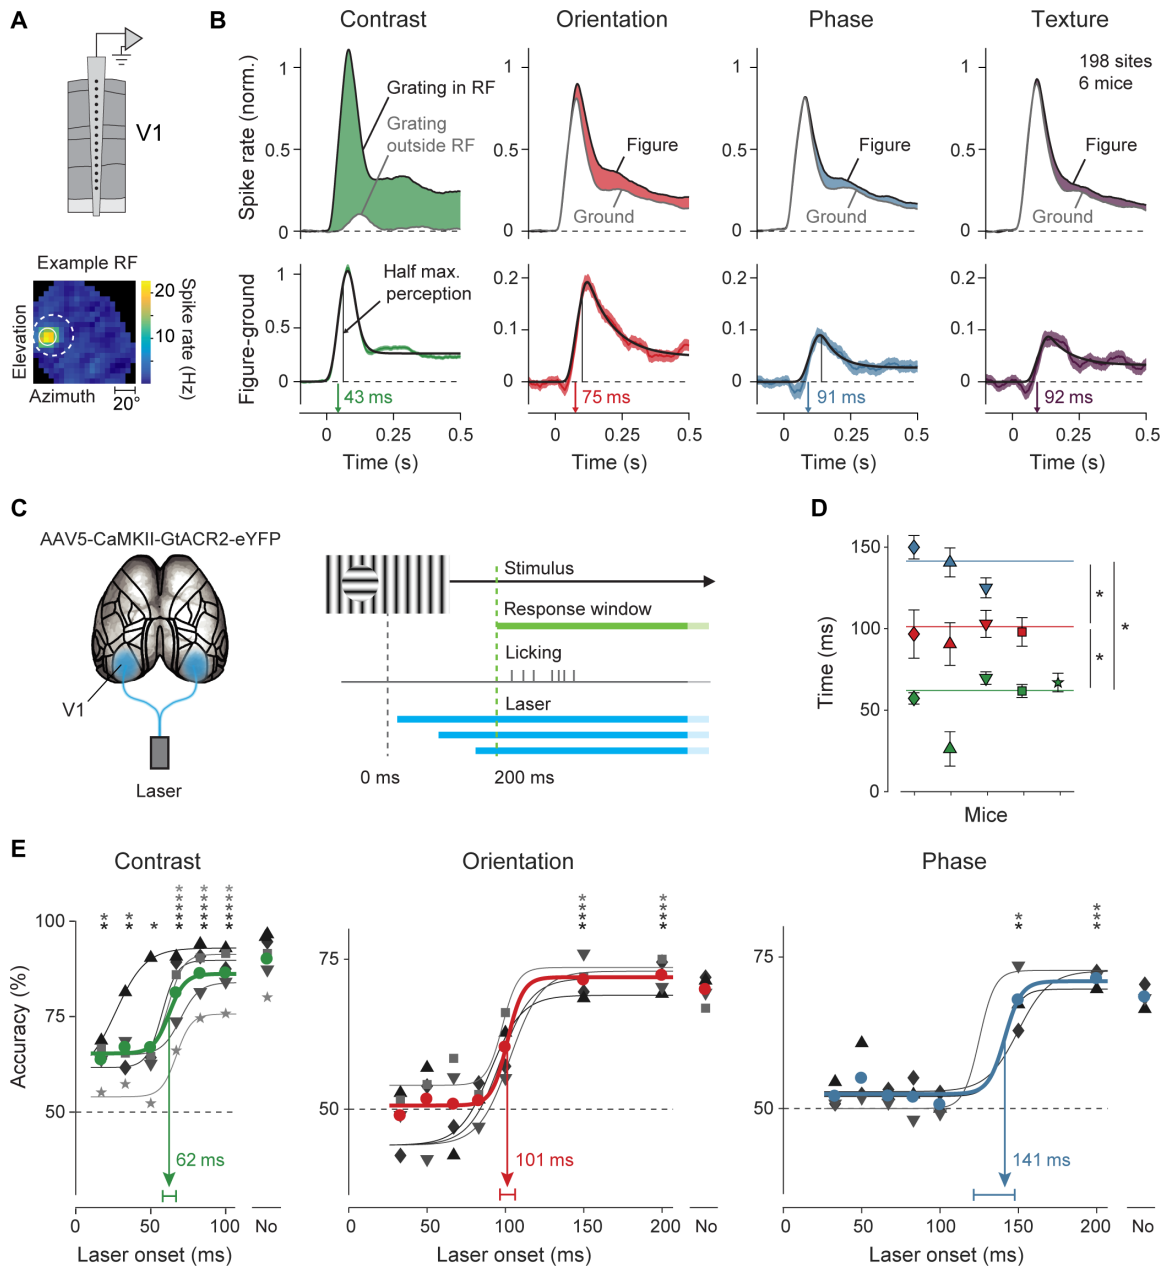 A
V1
Example RF
Elevation
Azimuth
20°
20
10
Spike rate (Hz)
B
Contrast
Orientation
Phase
Texture
Spike rate (norm.)
1
0.5
0
Grating in RF
Grating
outside RF
1
0.5
0
Figure
Ground
1
0.5
0
Figure
Ground
1
0.5
0
198 sites
6 mice
Figure
Ground
Figure-ground
1
0.5
0
Half max.
perception
43 ms
0 0.25 0.5
Time (s)
0.2
0.1
0
75 ms
0 0.25 0.5
Time (s)
0.2
0.1
0
91 ms
0 0.25 0.5
Time (s)
0.2
0.1
0
92 ms
0 0.25 0.5
Time (s)
C
AAV5-CaMKII-GtACR2-eYFP
V1
Laser
Stimulus
Response window
Licking
Laser
0 ms
200 ms
D
Time (ms)
150
100
50
0
*
*
*
Mice
E
Contrast
Orientation
Phase
Accuracy (%)
100
75
50
** ** * ***** ***** *****
62 ms
0 50 100 No
Laser onset (ms)
75
50
**** ****
101 ms
0 50 100 150 200 No
Laser onset (ms)
75
50
** ***
141 ms
0 50 100 150 200 No
Laser onset (ms)